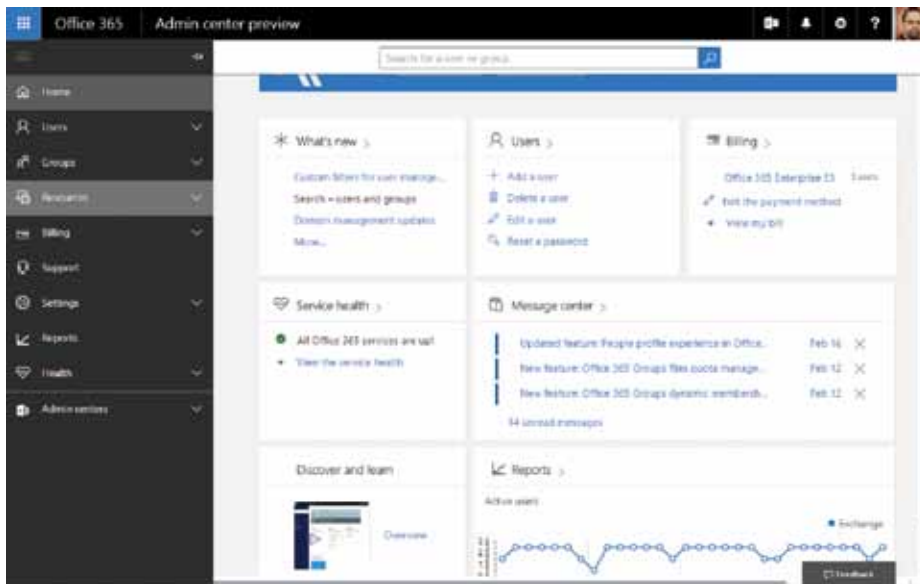 Office 365
Admin center preview
Search for a user or group
Home
Users
Groups
Resources
Billing
Support
Settings
Reports
Health
Admin centers
What's new >
Custom filters for user manage...
Search – users and groups
Domain management updates
More...
Users >
Add a user
Delete a user
Edit a user
Reset a password
Billing >
Office 365 Enterprise E3
Edit the payment method
View my bill
Service health >
All Office 365 services are up!
View the service health
Message center >
Updated feature: People profile experience in Office... Feb 16
New feature: Office 365 Groups files quota manage... Feb 12
New feature: Office 365 Groups dynamic membersh... Feb 12
14 unread messages
Discover and learn
Overview
Reports >
Active users
Exchange
Feedback